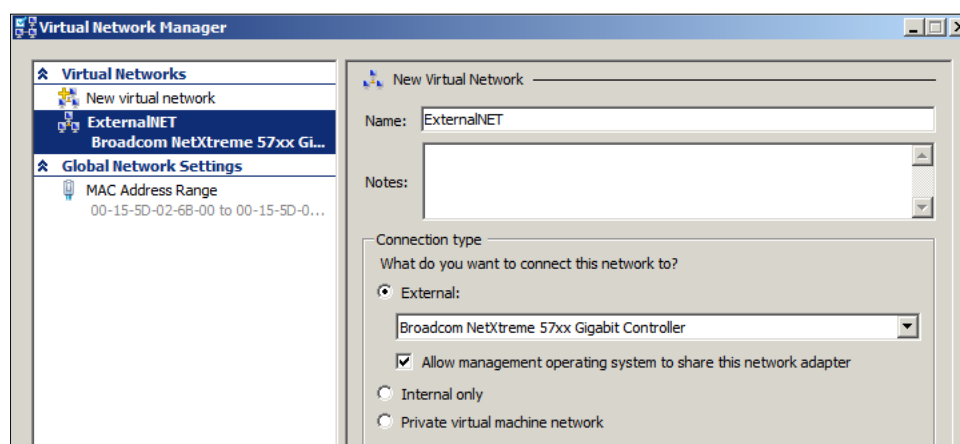 Virtual Network Manager
Virtual Networks
New virtual network
ExternalNET
Broadcom NetXtreme 57xx Gi...
Global Network Settings
MAC Address Range
00-15-5D-02-6B-00 to 00-15-5D-0...
New Virtual Network
Name: ExternalNET
Notes:
Connection type
What do you want to connect this network to?
External:
Broadcom NetXtreme 57xx Gigabit Controller
Allow management operating system to share this network adapter
Internal only
Private virtual machine network